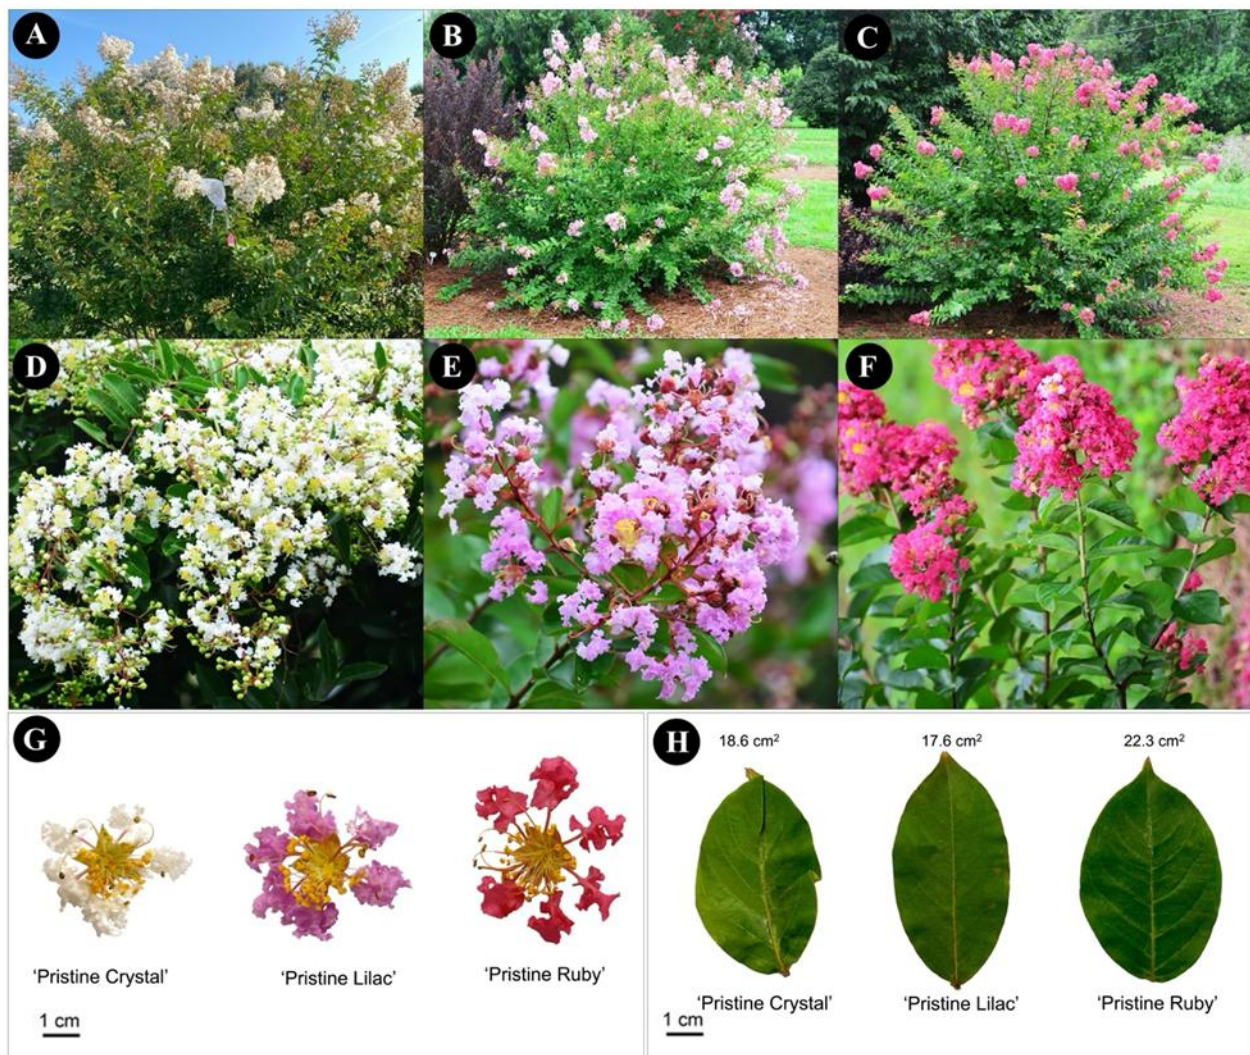 A
B
C
D
E
F
G
‘Pristine Crystal’
‘Pristine Lilac’
‘Pristine Ruby’
1 cm
H
18.6 cm²
17.6 cm²
22.3 cm²
‘Pristine Crystal’
‘Pristine Lilac’
‘Pristine Ruby’
1 cm